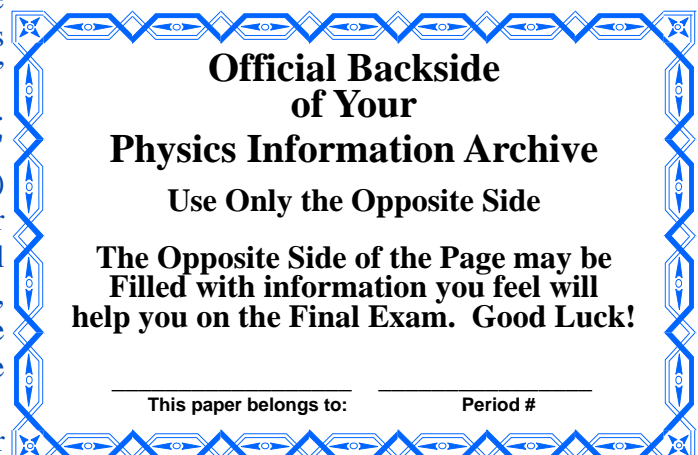 Official Backside
of Your
Physics Information Archive
Use Only the Opposite Side
The Opposite Side of the Page may be
Filled with information you feel will
help you on the Final Exam. Good Luck!
This paper belongs to: Period #